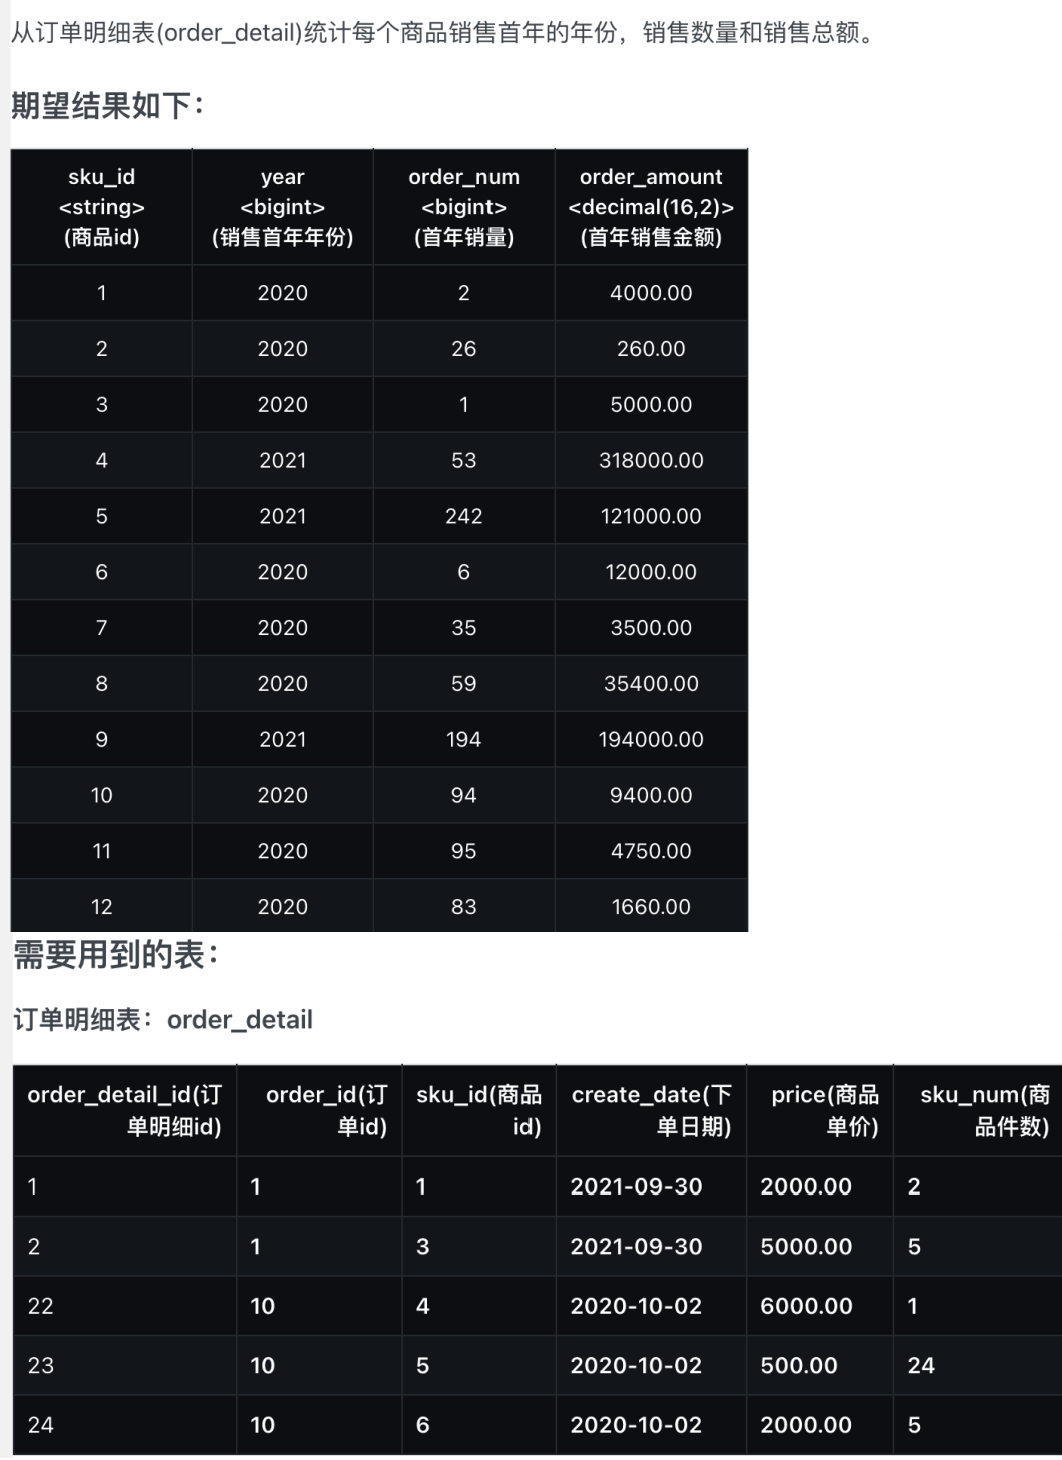 从订单明细表(order_detail)统计每个商品销售首年的年份，销售数量和销售总额。
期望结果如下：
sku_id <string> (商品id) year <bigint> (销售首年年份) order_num <bigint> (首年销量) order_amount <decimal(16,2)> (首年销售金额)
1 2020 2 4000.00
2 2020 26 260.00
3 2020 1 5000.00
4 2021 53 318000.00
5 2021 242 121000.00
6 2020 6 12000.00
7 2020 35 3500.00
8 2020 59 35400.00
9 2021 194 194000.00
10 2020 94 9400.00
11 2020 95 4750.00
12 2020 83 1660.00
需要用到的表：
订单明细表：order_detail
order_detail_id(订单明细id) order_id(订单id) sku_id(商品id) create_date(下单日期) price(商品单价) sku_num(商品件数)
1 1 1 2021-09-30 2000.00 2
2 1 3 2021-09-30 5000.00 5
22 10 4 2020-10-02 6000.00 1
23 10 5 2020-10-02 500.00 24
24 10 6 2020-10-02 2000.00 5